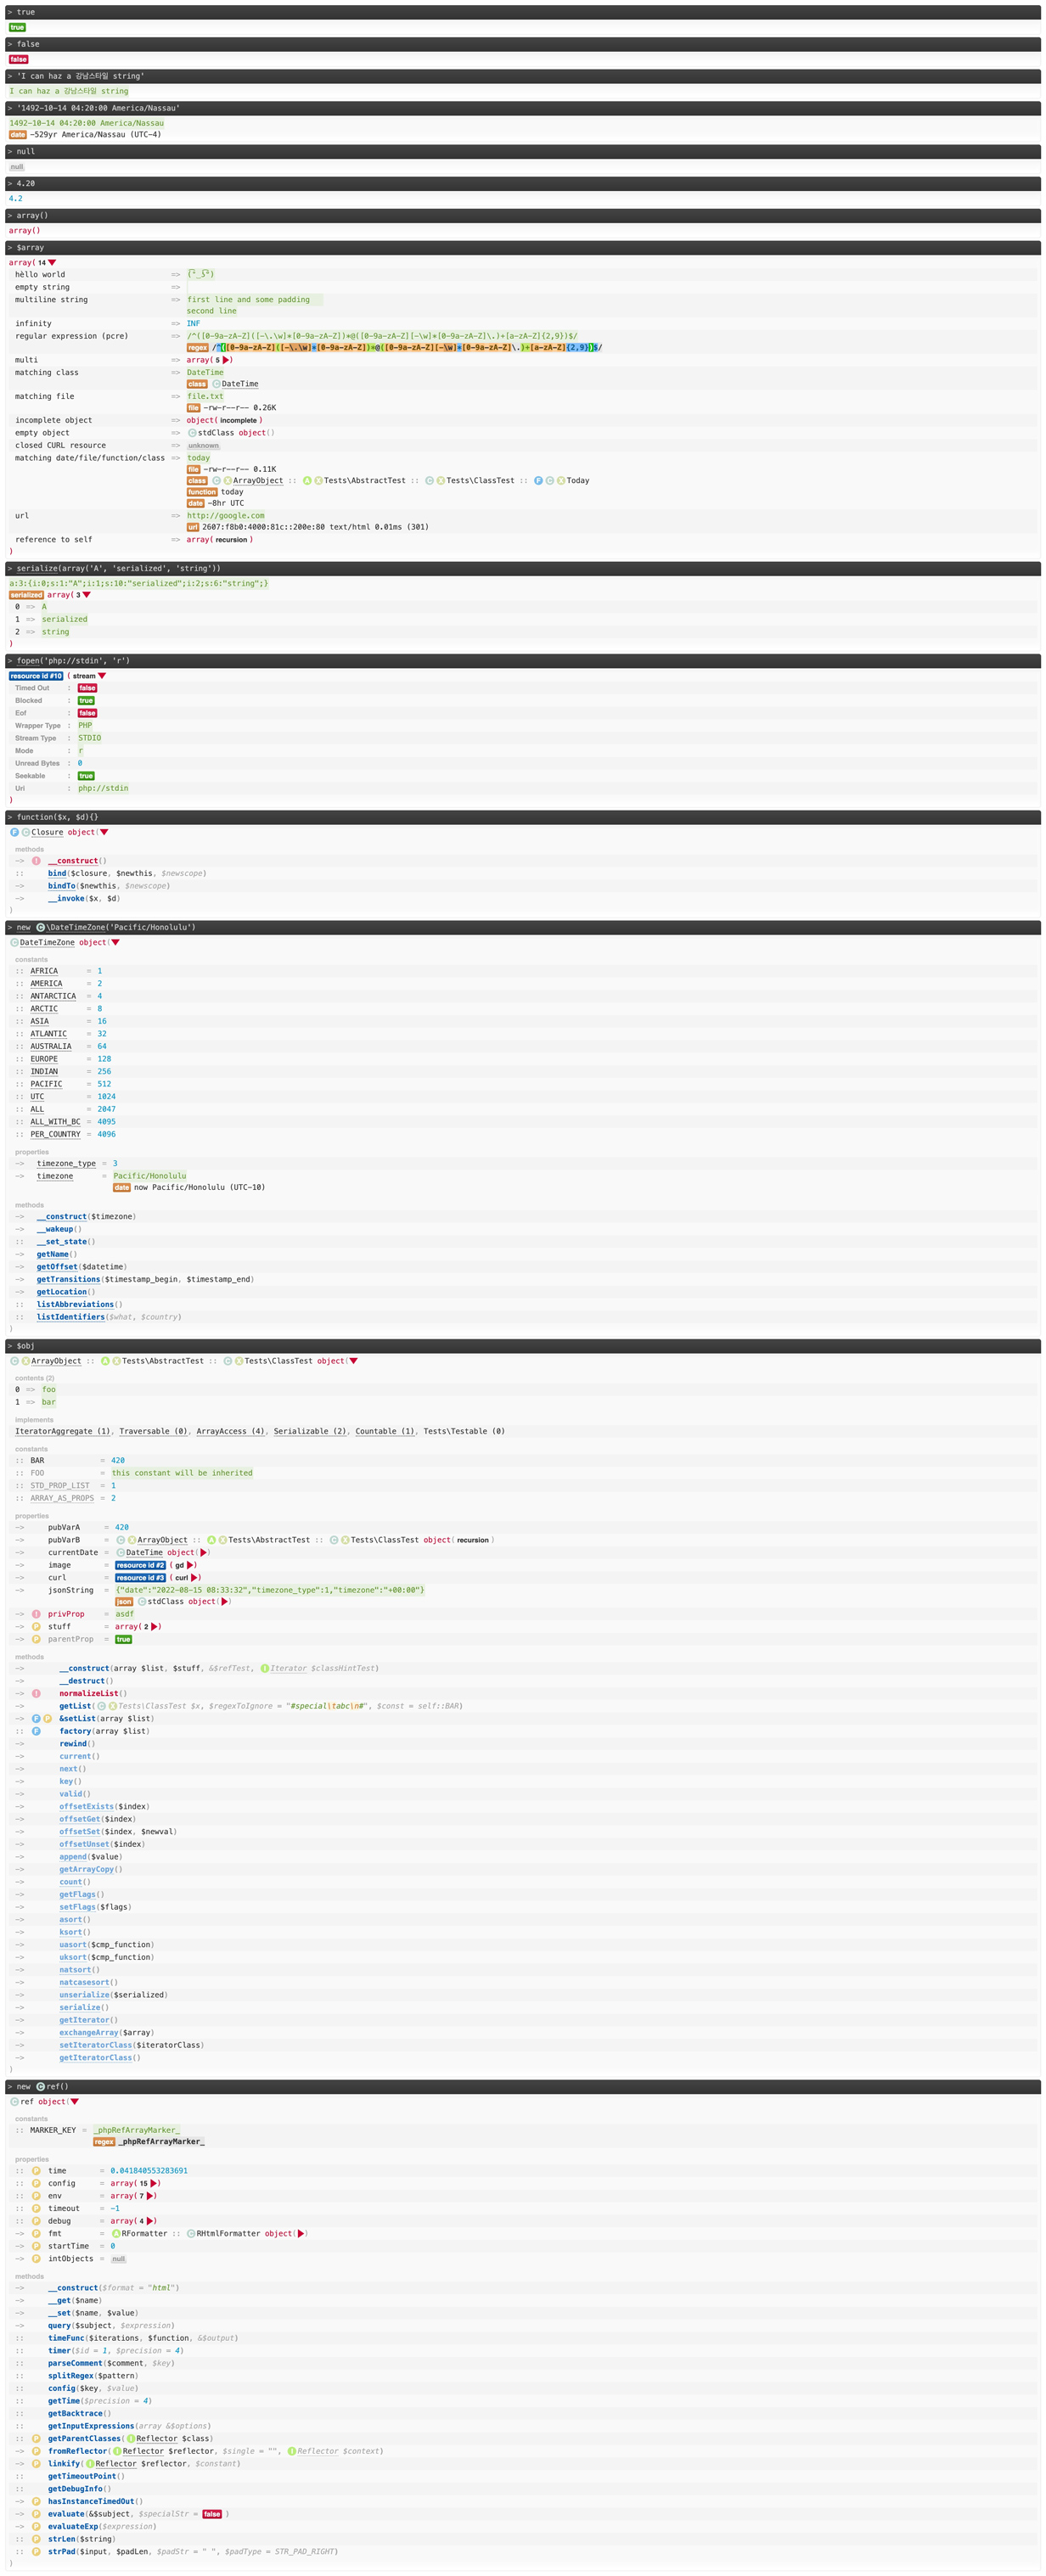 > true
true
> false
false
> 'I can haz a 강남스타일 string'
I can haz a 강남스타일 string
> '1492-10-14 04:20:00 America/Nassau'
1492-10-14 04:20:00 America/Nassau
date -529yr America/Nassau (UTC-4)
> null
null
> 4.20
4.2
> array()
array()
> $array
array( 14 ▼
hèllo world => 
empty string =>
multiline string => first line and some padding
second line
infinity => INF
regular expression (pcre) => /^([0-9a-zA-Z]([-\.\w]*[0-9a-zA-Z])*@([0-9a-zA-Z][-\w]*[0-9a-zA-Z]\.)+[a-zA-Z]{2,9})$/
regex /^([0-9a-zA-Z]([-\.\w]*[0-9a-zA-Z])*@([0-9a-zA-Z][-\w]*[0-9a-zA-Z]\.)+[a-zA-Z]{2,9})$/
multi => array( 5 ▶)
matching class => DateTime
class C DateTime
matching file => file.txt
file -rw-r--r-- 0.26K
incomplete object => object( incomplete )
empty object => C stdClass object()
closed CURL resource => unknown
matching date/file/function/class => today
file -rw-r--r-- 0.11K
class C X ArrayObject :: A X Tests\AbstractTest :: C X Tests\ClassTest :: F C X Today
function today
date -8hr UTC
url => http://google.com
url 2607:f8b0:4000:81c::200e:80 text/html 0.01ms (301)
reference to self => array( recursion )
)
> serialize(array('A', 'serialized', 'string'))
a:3:{i:0;s:1:"A";i:1;s:10:"serialized";i:2;s:6:"string";}
serialized array( 3 ▼
0 => A
1 => serialized
2 => string
)
> fopen('php://stdin', 'r')
resource id #10 ( stream ▼
Timed Out : false
Blocked : true
Eof : false
Wrapper Type : PHP
Stream Type : STDIO
Mode : r
Unread Bytes : 0
Seekable : true
Uri : php://stdin
)
> function($x, $d){}
F C Closure object(▼
methods
-> ! __construct()
:: bind($closure, $newthis, $newscope)
-> bindTo($newthis, $newscope)
-> __invoke($x, $d)
)
> new C \DateTimeZone('Pacific/Honolulu')
C DateTimeZone object(▼
constants
:: AFRICA = 1
:: AMERICA = 2
:: ANTARCTICA = 4
:: ARCTIC = 8
:: ASIA = 16
:: ATLANTIC = 32
:: AUSTRALIA = 64
:: EUROPE = 128
:: INDIAN = 256
:: PACIFIC = 512
:: UTC = 1024
:: ALL = 2047
:: ALL_WITH_BC = 4095
:: PER_COUNTRY = 4096
properties
-> timezone_type = 3
-> timezone = Pacific/Honolulu
date now Pacific/Honolulu (UTC-10)
methods
-> __construct($timezone)
-> __wakeup()
:: __set_state()
-> getName()
-> getOffset($datetime)
-> getTransitions($timestamp_begin, $timestamp_end)
-> getLocation()
:: listAbbreviations()
:: listIdentifiers($what, $country)
)
> $obj
C X ArrayObject :: A X Tests\AbstractTest :: C X Tests\ClassTest object(▼
contents (2)
0 => foo
1 => bar
implements
IteratorAggregate (1), Traversable (0), ArrayAccess (4), Serializable (2), Countable (1), Tests\Testable (0)
constants
:: BAR = 420
:: FOO = this constant will be inherited
:: STD_PROP_LIST = 1
:: ARRAY_AS_PROPS = 2
properties
-> pubVarA = 420
-> pubVarB = C X ArrayObject :: A X Tests\AbstractTest :: C X Tests\ClassTest object( recursion )
-> currentDate = C DateTime object(▶)
-> image = resource id #2 ( gd ▶)
-> curl = resource id #3 ( curl ▶)
-> jsonString = {"date":"2022-08-15 08:33:32","timezone_type":1,"timezone":"+00:00"}
json C stdClass object(▶)
-> ! privProp = asdf
-> P stuff = array( 2 ▶)
-> P parentProp = true
methods
-> __construct(array $list, $stuff, &$refTest, I Iterator $classHintTest)
-> __destruct()
-> ! normalizeList()
-> getList( C X Tests\ClassTest $x, $regexToIgnore = "#special\tabc\n#", $const = self::BAR)
-> F P &setList(array $list)
:: F factory(array $list)
-> rewind()
-> current()
-> next()
-> key()
-> valid()
-> offsetExists($index)
-> offsetGet($index)
-> offsetSet($index, $newval)
-> offsetUnset($index)
-> append($value)
-> getArrayCopy()
-> count()
-> getFlags()
-> setFlags($flags)
-> asort()
-> ksort()
-> uasort($cmp_function)
-> uksort($cmp_function)
-> natsort()
-> natcasesort()
-> unserialize($serialized)
-> serialize()
-> getIterator()
-> exchangeArray($array)
-> setIteratorClass($iteratorClass)
-> getIteratorClass()
)
> new C ref()
C ref object(▼
constants
:: MARKER_KEY = _phpRefArrayMarker_
regex _phpRefArrayMarker_
properties
:: P time = 0.041840553283691
:: P config = array( 15 ▶)
:: P env = array( 7 ▶)
:: P timeout = -1
:: P debug = array( 4 ▶)
-> P fmt = A RFormatter :: C RHtmlFormatter object(▶)
-> P startTime = 0
-> P intObjects = null
methods
-> __construct($format = "html")
-> __get($name)
-> __set($name, $value)
-> query($subject, $expression)
:: timeFunc($iterations, $function, &$output)
:: timer($id = 1, $precision = 4)
:: parseComment($comment, $key)
:: splitRegex($pattern)
:: config($key, $value)
:: getTime($precision = 4)
:: getBacktrace()
:: getInputExpressions(array &$options)
:: P getParentClasses( I Reflector $class)
-> P fromReflector( I Reflector $reflector, $single = "", I Reflector $context)
-> P linkify( I Reflector $reflector, $constant)
:: getTimeoutPoint()
:: getDebugInfo()
-> P hasInstanceTimedOut()
-> P evaluate(&$subject, $specialStr = false )
-> P evaluateExp($expression)
:: P strLen($string)
:: P strPad($input, $padLen, $padStr = " ", $padType = STR_PAD_RIGHT)
)